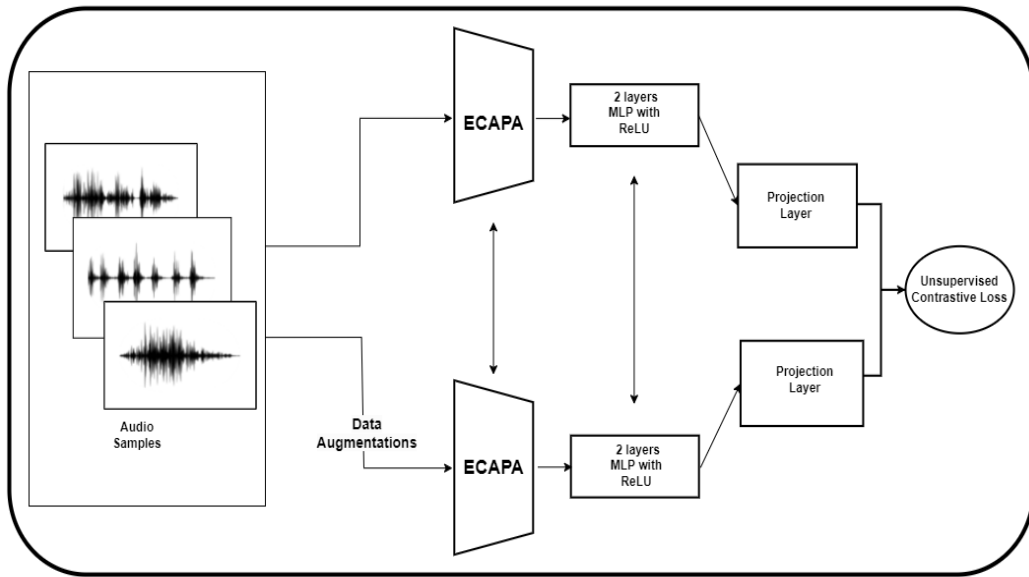 Audio
Samples
Data
Augmentations
ECAPA
2 layers
MLP with
ReLU
Projection
Layer
ECAPA
2 layers
MLP with
ReLU
Projection
Layer
Unsupervised
Contrastive Loss